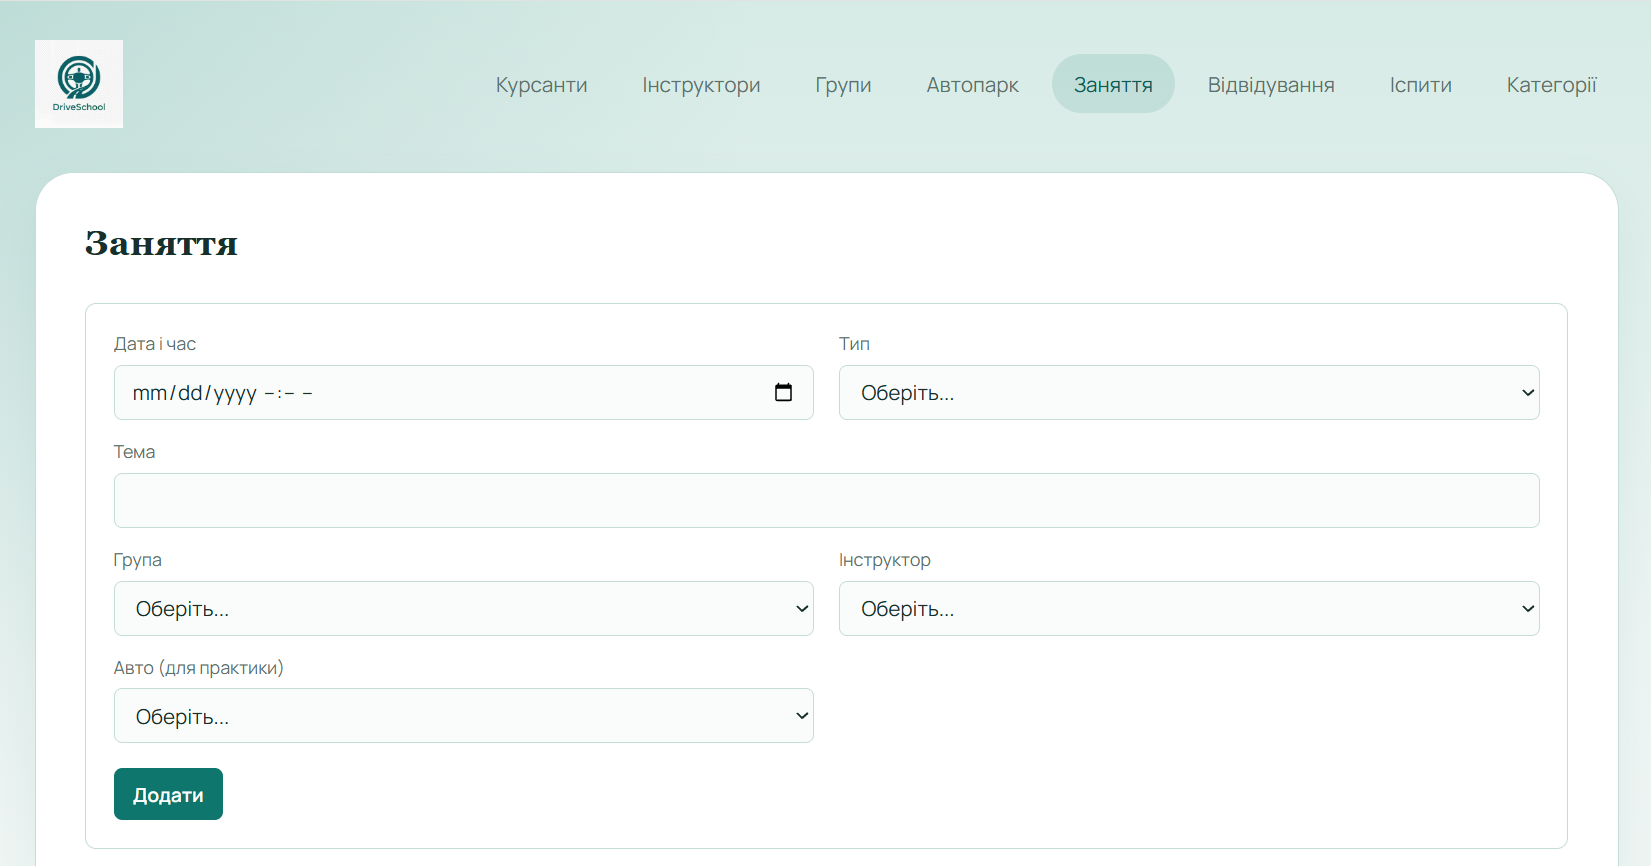 DriveSchool
Курсанти Інструктори Групи Автопарк Заняття Відвідування Іспити Категорії
Заняття
Дата і час Тип
mm/dd/yyyy –:– – Оберіть...
Тема
Група Інструктор
Оберіть... Оберіть...
Авто (для практики)
Оберіть...
Додати